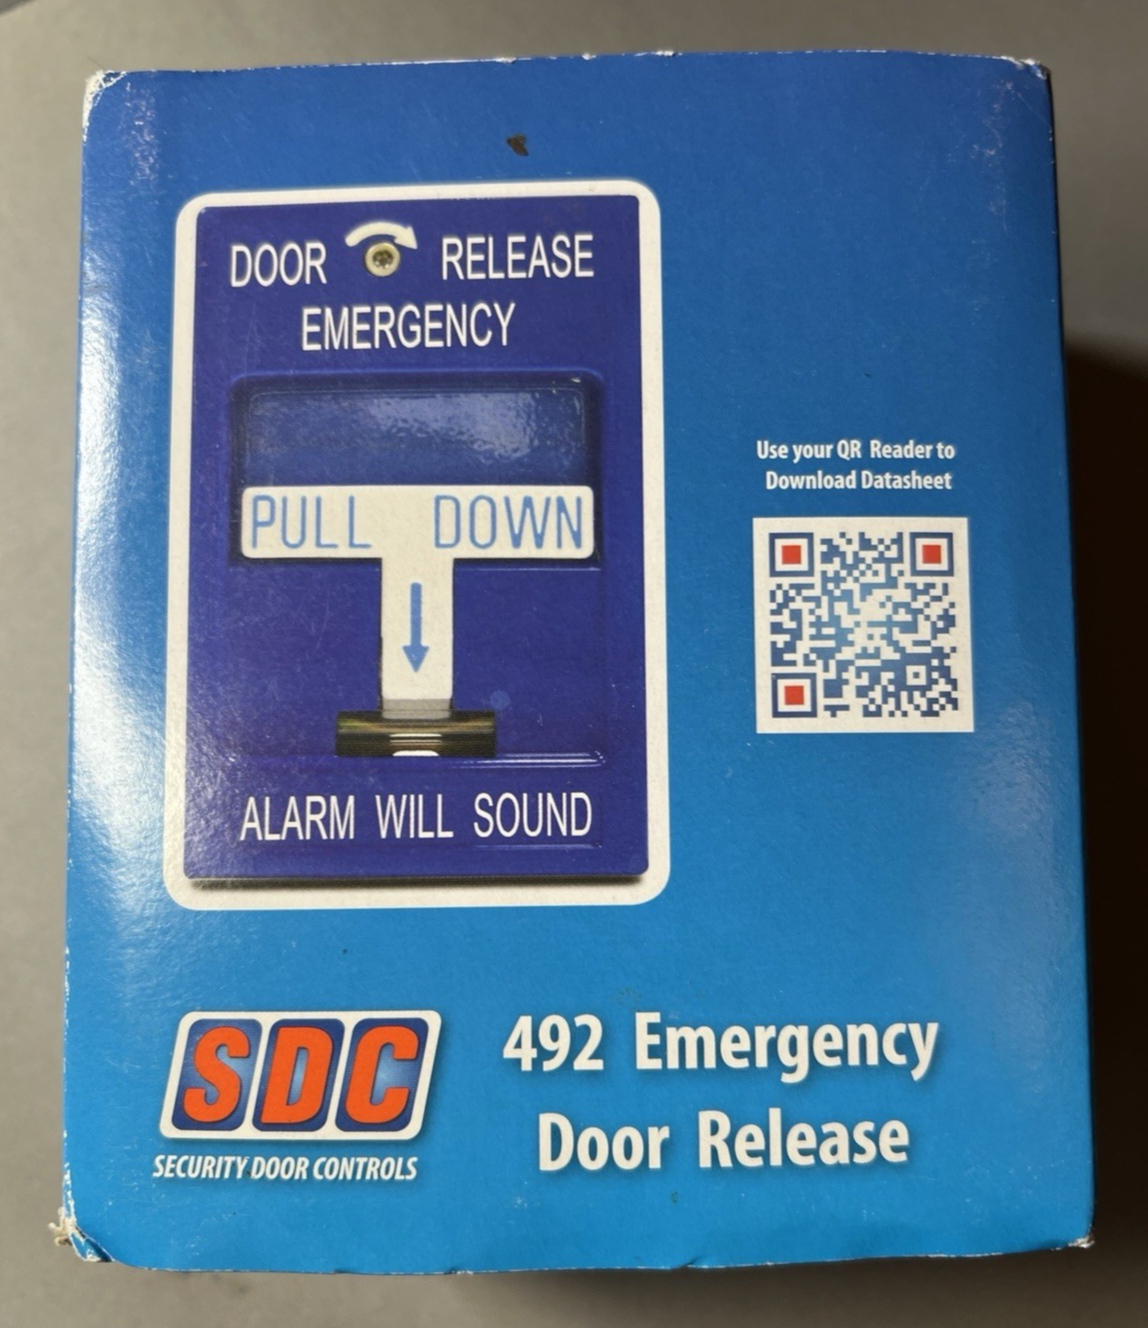 DOOR RELEASE
EMERGENCY
PULL DOWN
ALARM WILL SOUND
Use your QR Reader to
Download Datasheet
SDC
SECURITY DOOR CONTROLS
492 Emergency
Door Release